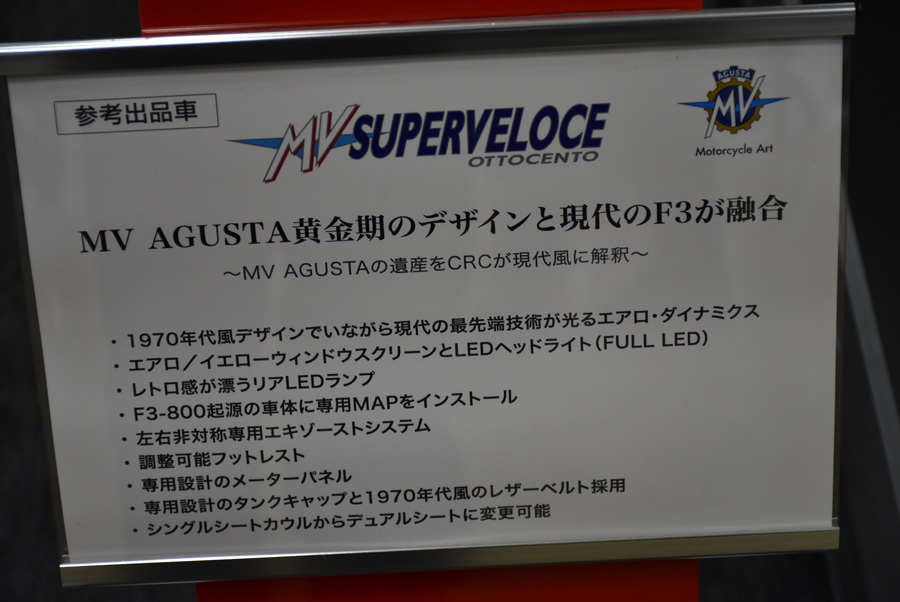 参考出品車
MV SUPERVELOCE
OTTOCENTO
AGUSTA
MV
Motorcycle Art
MV AGUSTA黄金期のデザインと現代のF3が融合
～MV AGUSTAの遺産をCRCが現代風に解釈～
・1970年代風デザインでいながら現代の最先端技術が光るエアロ・ダイナミクス
・エアロ／イエローウィンドウスクリーンとLEDヘッドライト（FULL LED）
・レトロ感が漂うリアLEDランプ
・F3-800起源の車体に専用MAPをインストール
・左右非対称専用エキゾーストシステム
・調整可能フットレスト
・専用設計のメーターパネル
・専用設計のタンクキャップと1970年代風のレザーベルト採用
・シングルシートカウルからデュアルシートに変更可能